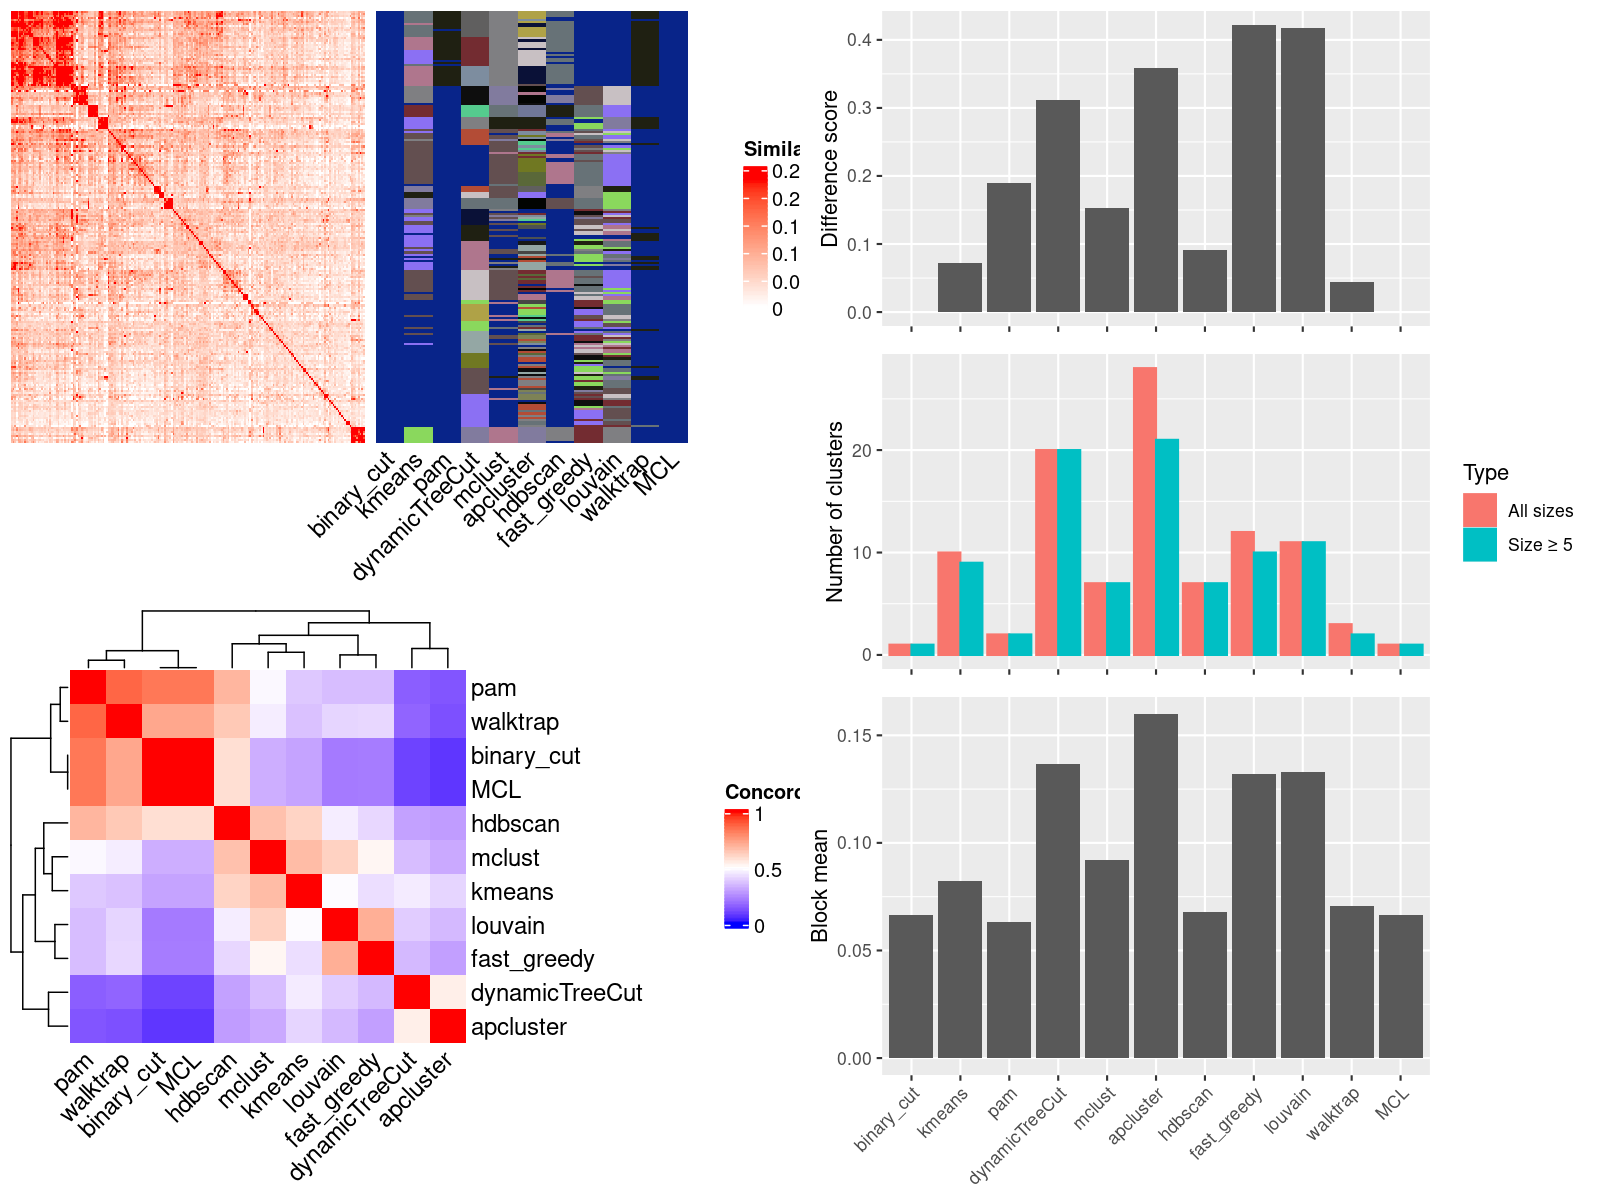 Simila
0.2
0.2
0.1
0.1
0.0
0
binary_cut
kmeans
pam
dynamicTreeCut
mclust
apcluster
hdbscan
fast_greedy
louvain
walktrap
MCL
pam
walktrap
binary_cut
MCL
hdbscan
mclust
kmeans
louvain
fast_greedy
dynamicTreeCut
apcluster
pam
walktrap
binary_cut
MCL
hdbscan
mclust
kmeans
louvain
fast_greedy
dynamicTreeCut
apcluster
Concord
1
0.5
0
Difference score
0.4
0.3
0.2
0.1
0.0
Number of clusters
20
10
0
Type
All sizes
Size ≥ 5
Block mean
0.15
0.10
0.05
0.00
binary_cut
kmeans
pam
dynamicTreeCut
mclust
apcluster
hdbscan
fast_greedy
louvain
walktrap
MCL